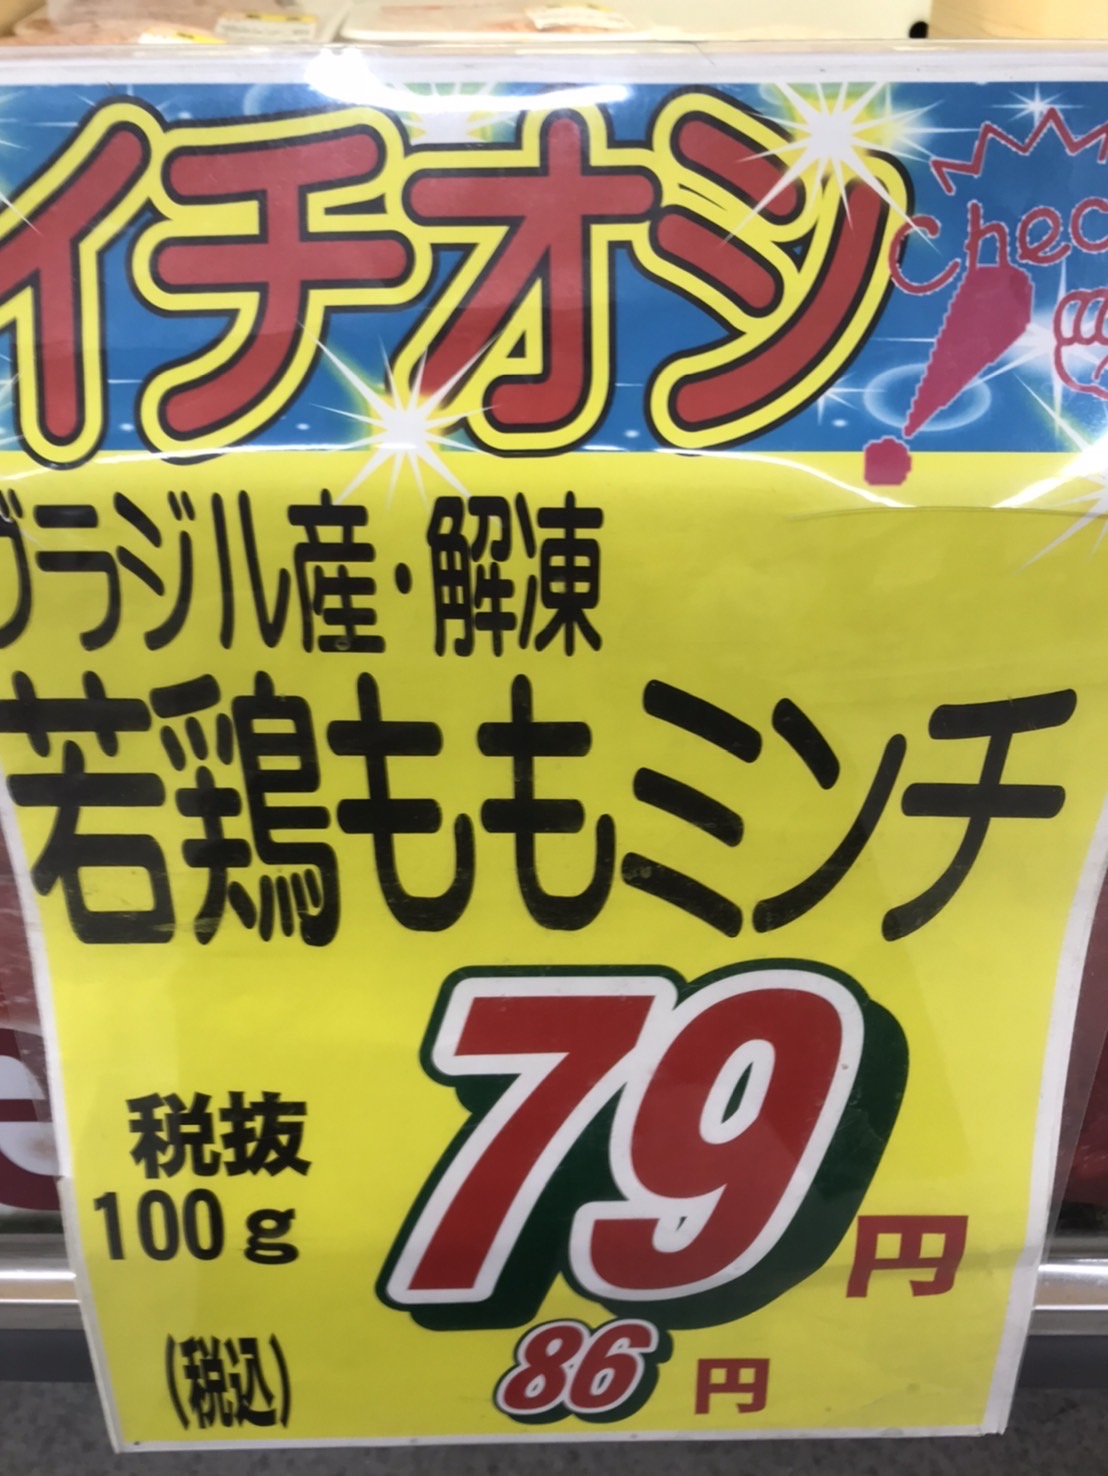 イチオシ
Chec
ブラジル産・解凍
若鶏ももミンチ
税抜
100g
79円
(税込)
86円